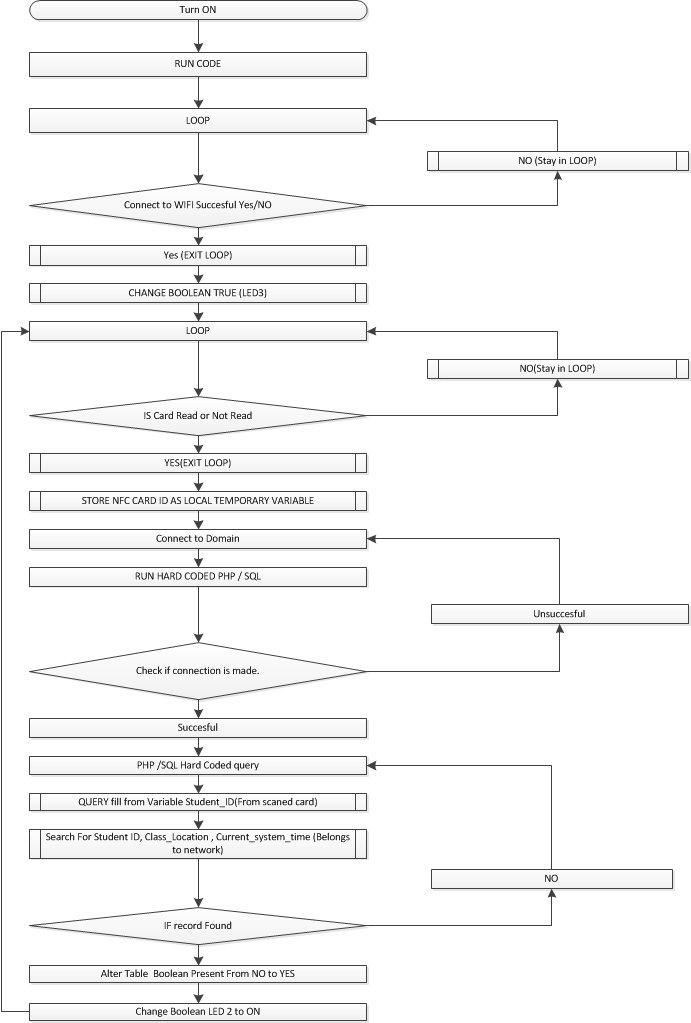 Turn ON
RUN CODE
LOOP
NO (Stay in LOOP)
Connect to WIFI Succesful Yes/NO
Yes (EXIT LOOP)
CHANGE BOOLEAN TRUE (LED3)
LOOP
NO(Stay in LOOP)
IS Card Read or Not Read
YES(EXIT LOOP)
STORE NFC CARD ID AS LOCAL TEMPORARY VARIABLE
Connect to Domain
RUN HARD CODED PHP / SQL
Unsuccesful
Check if connection is made.
Succesful
PHP /SQL Hard Coded query
QUERY fill from Variable Student_ID(From scaned card)
Search For Student ID, Class_Location , Current_system_time (Belongs
to network)
NO
IF record Found
Alter Table  Boolean Present From NO to YES
Change Boolean LED 2 to ON